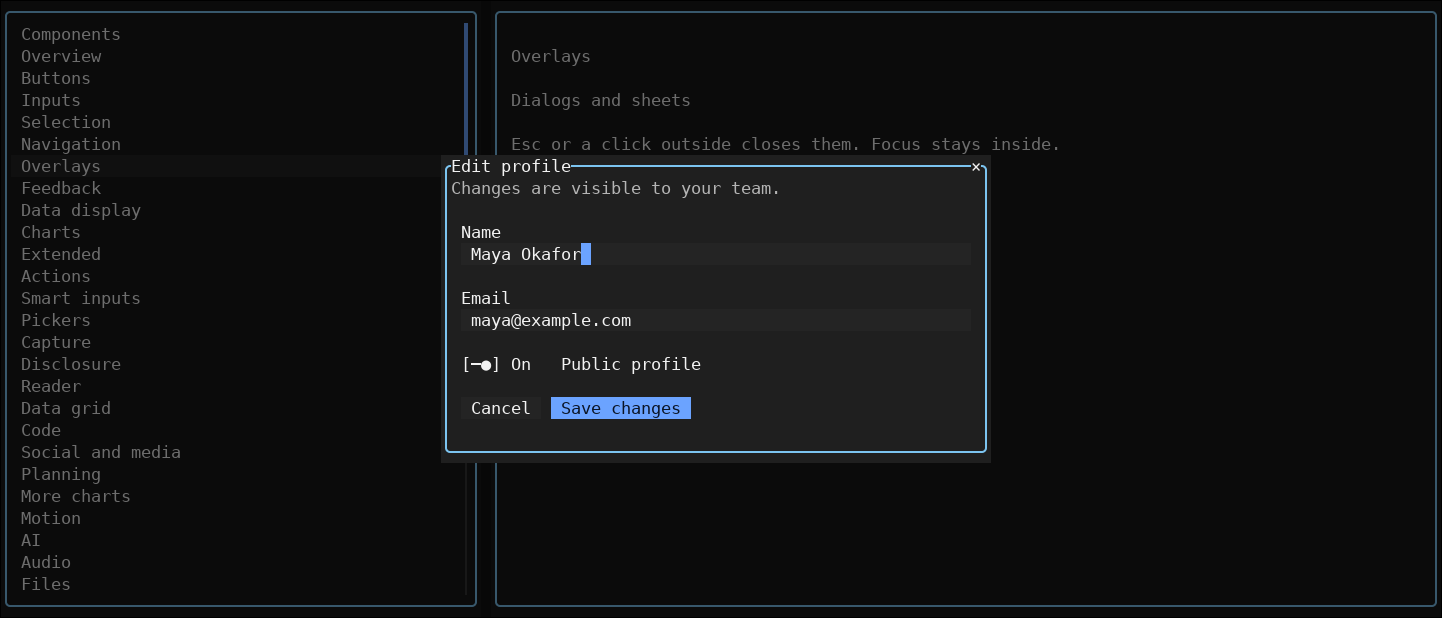 Components
Overview
Buttons
Inputs
Selection
Navigation
Overlays
Feedback
Data display
Charts
Extended
Actions
Smart inputs
Pickers
Capture
Disclosure
Reader
Data grid
Code
Social and media
Planning
More charts
Motion
AI
Audio
Files
Overlays
Dialogs and sheets
Esc or a click outside closes them. Focus stays inside.
Edit profile ×
Changes are visible to your team.
Name
Maya Okafor
Email
maya@example.com
[─●] On   Public profile
Cancel   Save changes